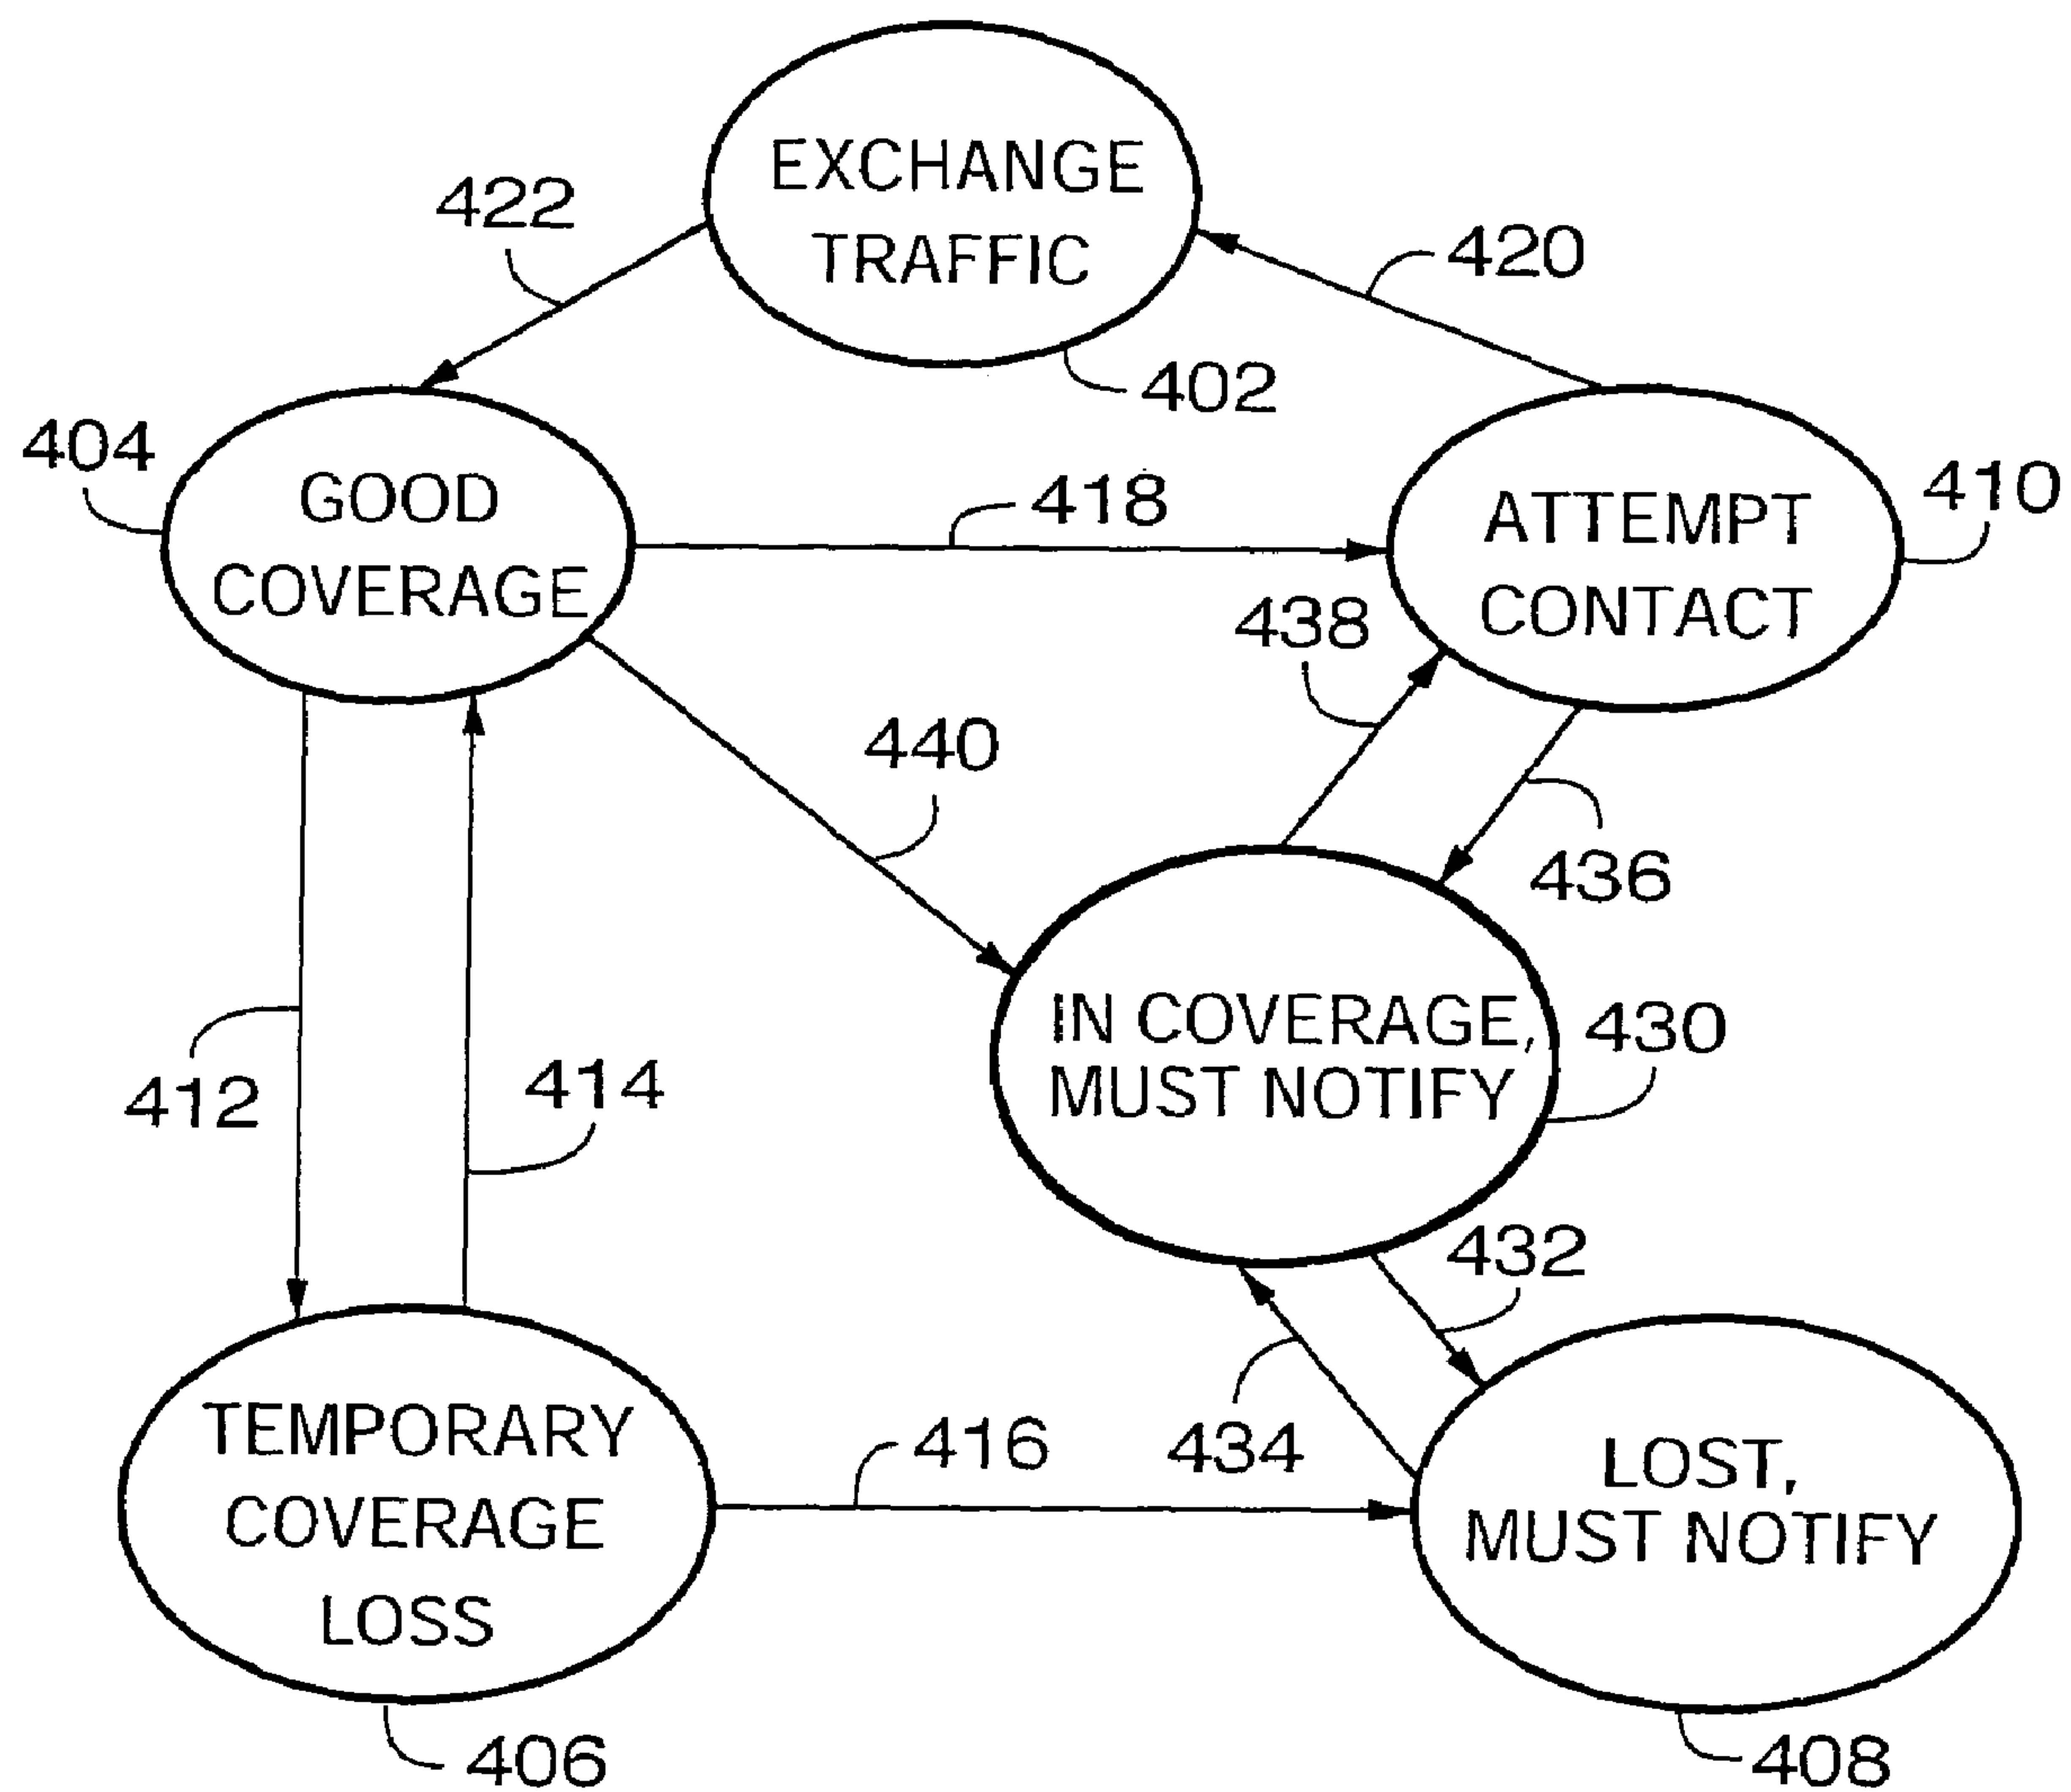 EXCHANGE
TRAFFIC
422
420
402
404
GOOD
COVERAGE
418
ATTEMPT
CONTACT
410
438
440
436
IN COVERAGE,
MUST NOTIFY
430
412
414
432
TEMPORARY
COVERAGE
LOSS
416
434
LOST,
MUST NOTIFY
406
408